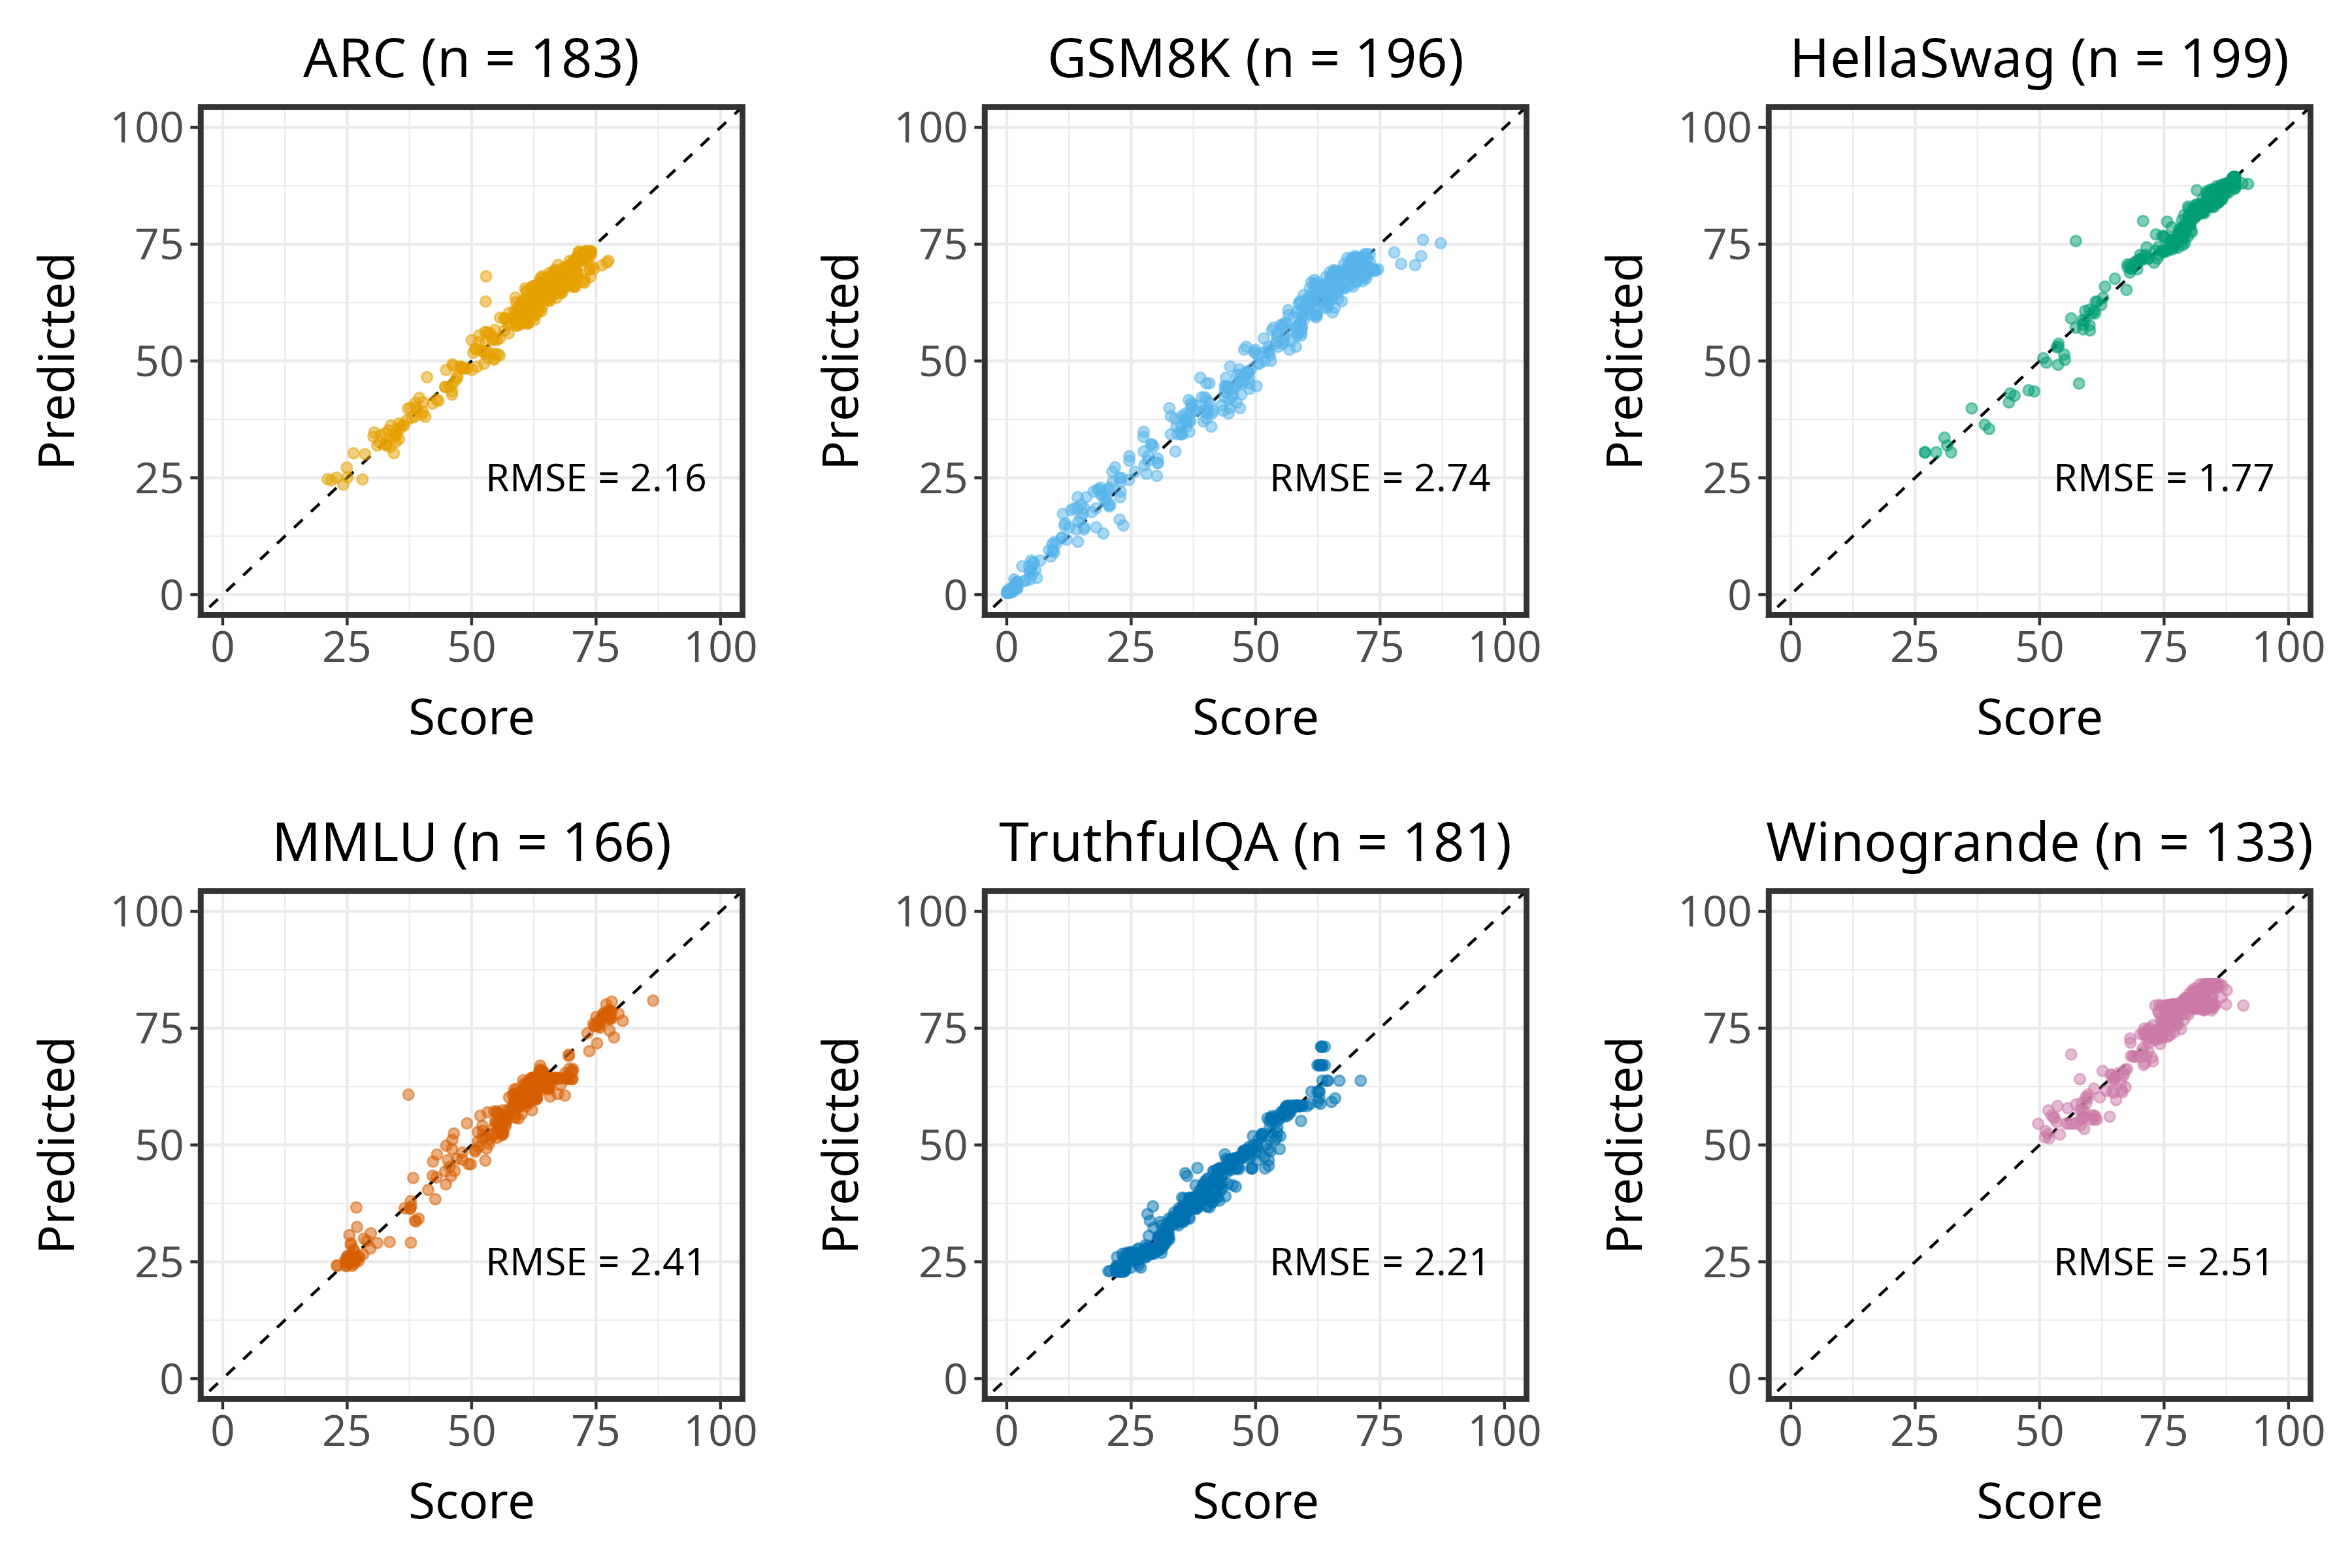 ARC (n = 183)
100
75
50
25
0
Predicted
RMSE = 2.16
0 25 50 75 100
Score
GSM8K (n = 196)
100
75
50
25
0
Predicted
RMSE = 2.74
0 25 50 75 100
Score
HellaSwag (n = 199)
100
75
50
25
0
Predicted
RMSE = 1.77
0 25 50 75 100
Score
MMLU (n = 166)
100
75
50
25
0
Predicted
RMSE = 2.41
0 25 50 75 100
Score
TruthfulQA (n = 181)
100
75
50
25
0
Predicted
RMSE = 2.21
0 25 50 75 100
Score
Winogrande (n = 133)
100
75
50
25
0
Predicted
RMSE = 2.51
0 25 50 75 100
Score